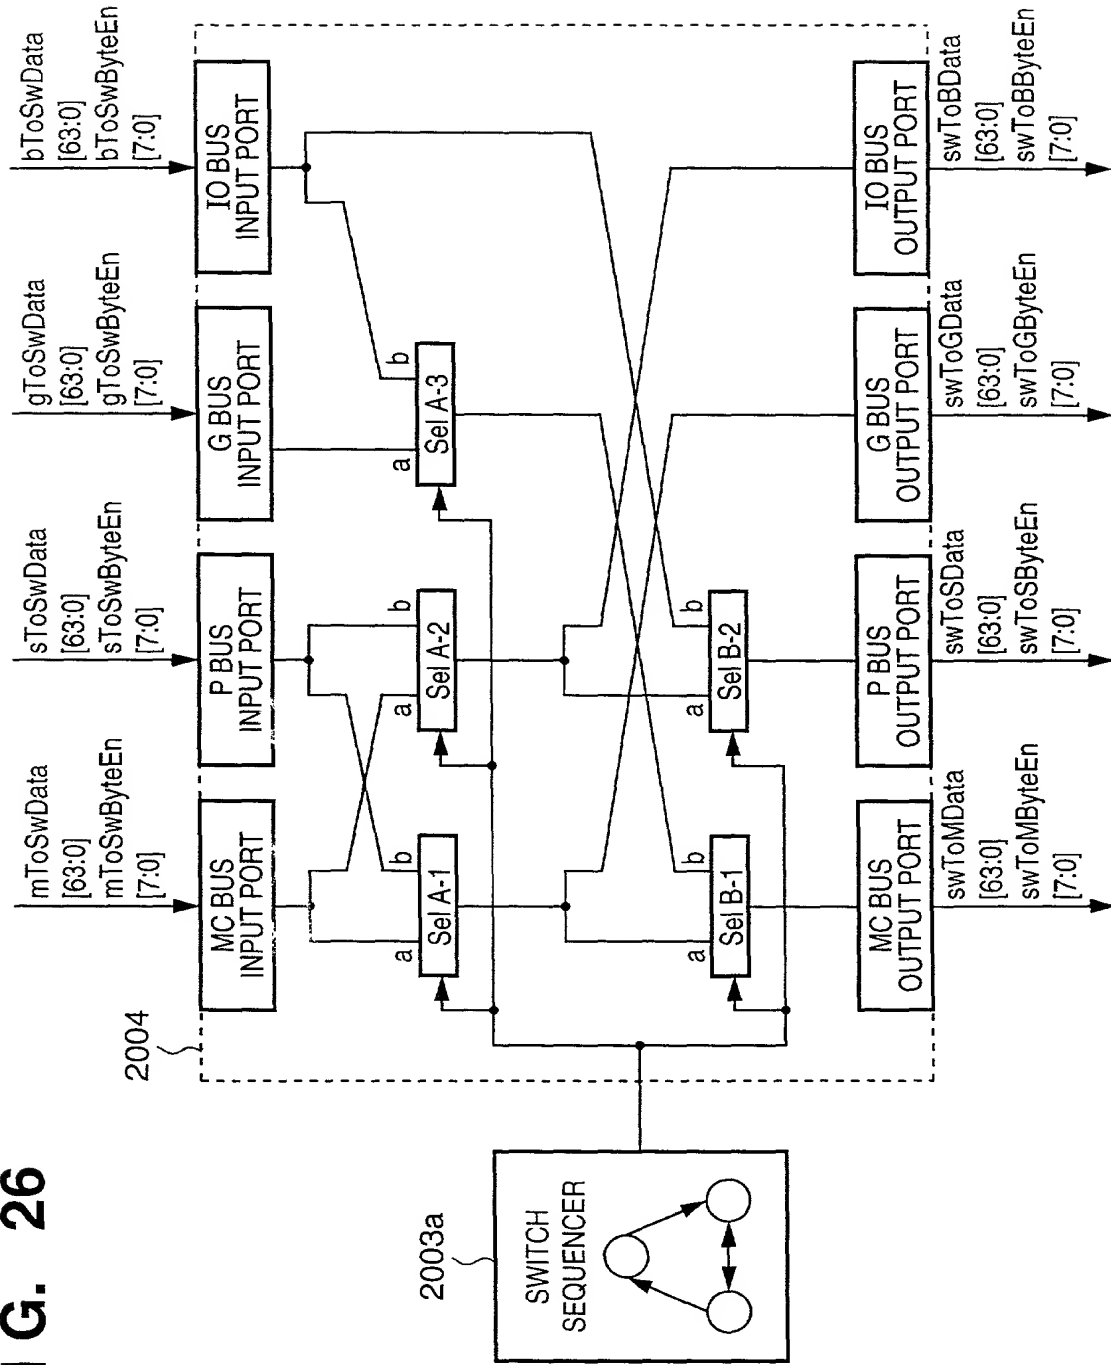 FIG. 26
2004
2003a
SWITCH
SEQUENCER
mToSwData
[63:0]
mToSwByteEn
[7:0]
sToSwData
[63:0]
sToSwByteEn
[7:0]
gToSwData
[63:0]
gToSwByteEn
[7:0]
bToSwData
[63:0]
bToSwByteEn
[7:0]
MC BUS
INPUT PORT
P BUS
INPUT PORT
G BUS
INPUT PORT
IO BUS
INPUT PORT
a
b
Sel A-1
a
b
Sel A-2
a
b
Sel A-3
a
b
Sel B-1
a
b
Sel B-2
MC BUS
OUTPUT PORT
P BUS
OUTPUT PORT
G BUS
OUTPUT PORT
IO BUS
OUTPUT PORT
swToMData
[63:0]
swToMByteEn
[7:0]
swToSData
[63:0]
swToSByteEn
[7:0]
swToGData
[63:0]
swToGByteEn
[7:0]
swToBData
[63:0]
swToBByteEn
[7:0]